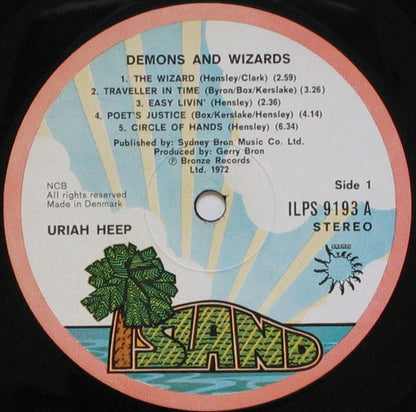 DEMONS AND WIZARDS
1. THE WIZARD (Hensley/Clark) (2.59)
2. TRAVELLER IN TIME (Byron/Box/Kerslake) (3.26)
3. EASY LIVIN' (Hensley) (2.36)
4. POET'S JUSTICE (Box/Kerslake/Hensley) (4.14)
5. CIRCLE OF HANDS (Hensley) (6.34)
Published by: Sydney Bron Music Co. Ltd.
Produced by: Gerry Bron
℗ Bronze Records
Ltd. 1972
NCB
All rights reserved
Made in Denmark
Side 1
ILPS 9193 A
STEREO
URIAH HEEP
BRONZE
ISLAND